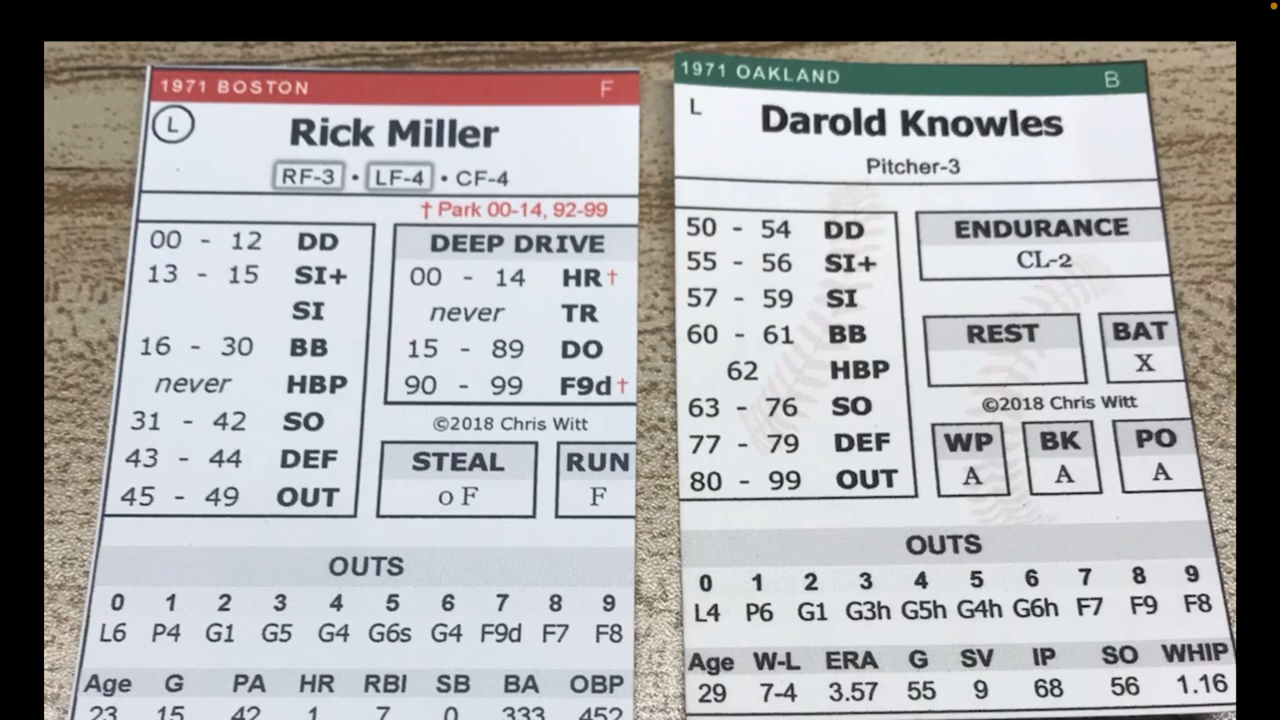 1971 BOSTON F
L
Rick Miller
RF-3 • LF-4 • CF-4
† Park 00-14, 92-99
00 - 12 DD
13 - 15 SI+
SI
16 - 30 BB
never HBP
31 - 42 SO
43 - 44 DEF
45 - 49 OUT
DEEP DRIVE
00 - 14 HR†
never TR
15 - 89 DO
90 - 99 F9d†
©2018 Chris Witt
STEAL
o F
RUN
F
OUTS
0 1 2 3 4 5 6 7 8 9
L6 P4 G1 G5 G4 G6s G4 F9d F7 F8
Age G PA HR RBI SB BA OBP
23 15 42 1 7 0 .333 .452
1971 OAKLAND B
L
Darold Knowles
Pitcher-3
50 - 54 DD
55 - 56 SI+
57 - 59 SI
60 - 61 BB
62 HBP
63 - 76 SO
77 - 79 DEF
80 - 99 OUT
ENDURANCE
CL-2
REST
BAT
X
©2018 Chris Witt
WP
A
BK
A
PO
A
OUTS
0 1 2 3 4 5 6 7 8 9
L4 P6 G1 G3h G5h G4h G6h F7 F9 F8
Age W-L ERA G SV IP SO WHIP
29 7-4 3.57 55 9 68 56 1.16